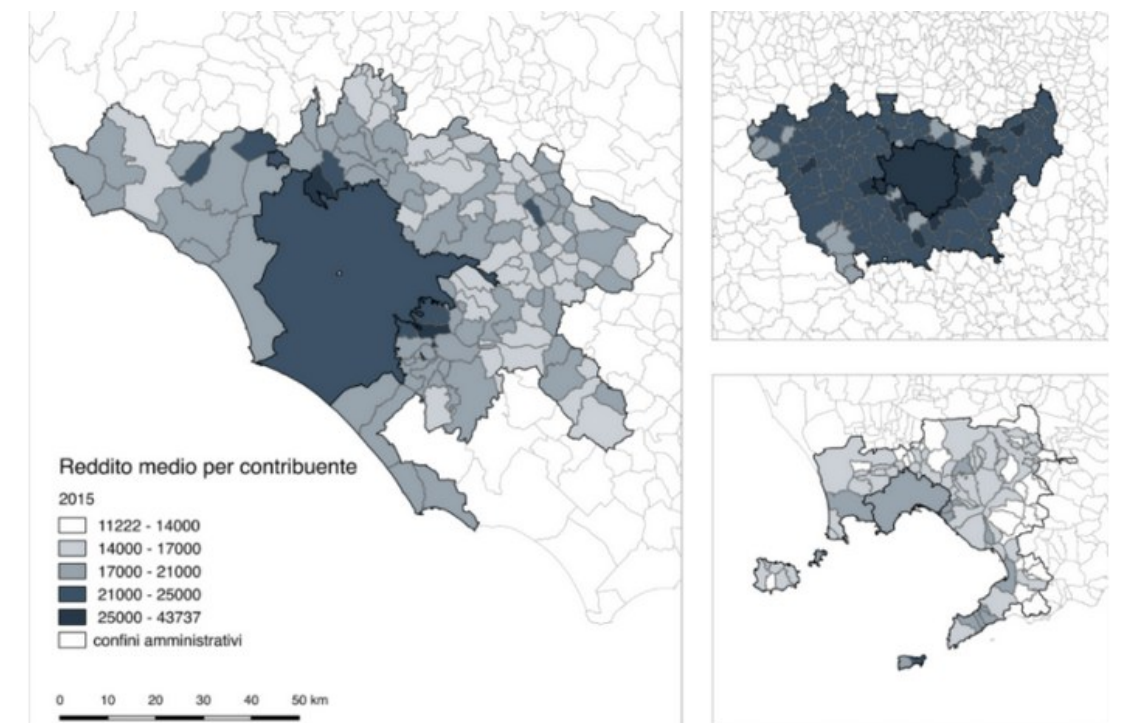 Reddito medio per contribuente
2015
11222 - 14000
14000 - 17000
17000 - 21000
21000 - 25000
25000 - 43737
confini amministrativi
0 10 20 30 40 50 km